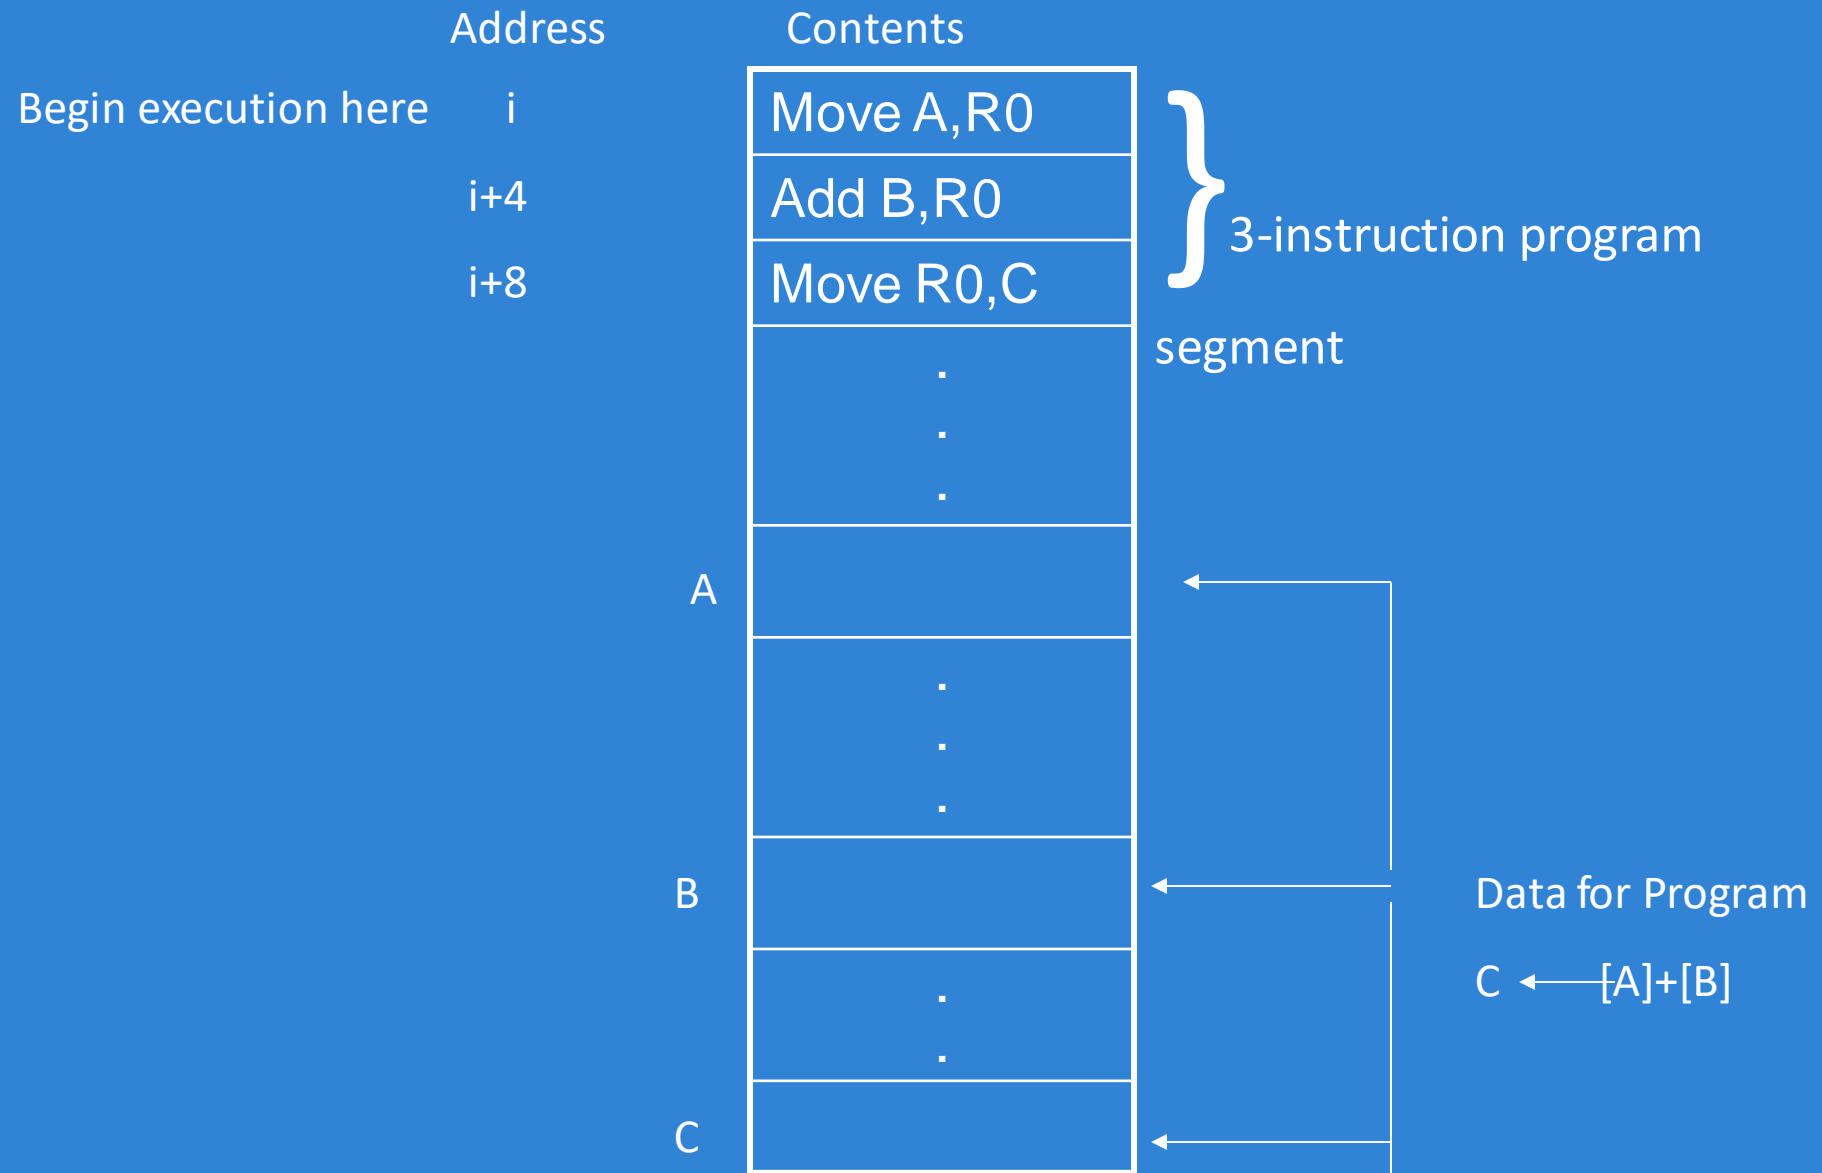 Address Contents
Begin execution here i Move A,R0
i+4 Add B,R0
3-instruction program
i+8 Move R0,C
segment
.
.
.
A
.
.
.
B
Data for Program
C [A]+[B]
.
.
C